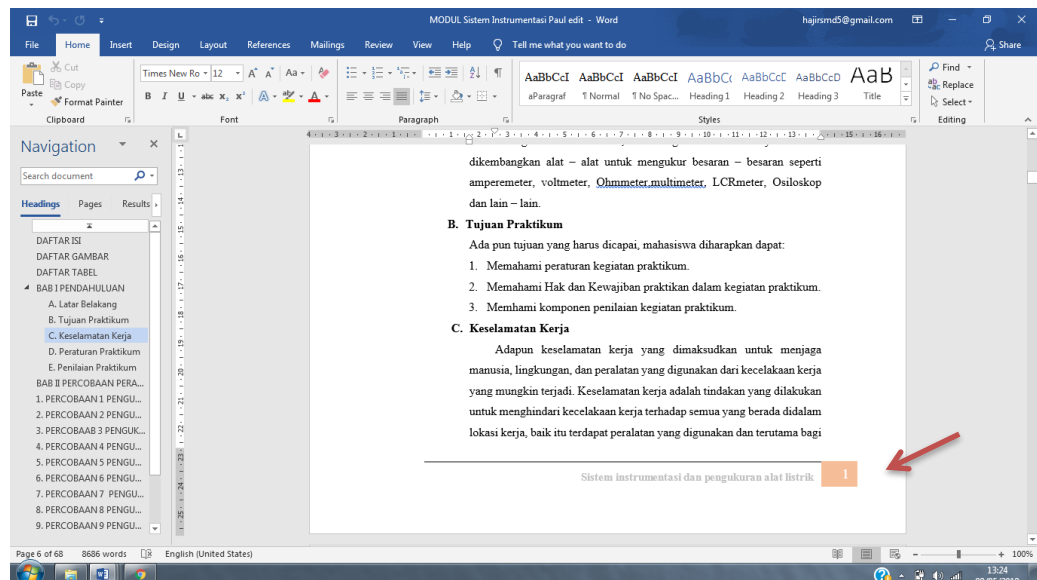 MODUL Sistem Instrumentasi Paul edit - Word
hajirsmd5@gmail.com
File Home Insert Design Layout References Mailings Review View Help Tell me what you want to do Share
Paste
Cut
Copy
Format Painter
Clipboard
Times New Ro 12
Font
Paragraph
AaBbCcI AaBbCcI AaBbCcI AaBbCc AaBbCcE AaBbCcD AaB
aParagraf ¶ Normal ¶ No Spac... Heading 1 Heading 2 Heading 3 Title
Styles
Find
Replace
Select
Editing
Navigation
Search document
Headings Pages Results
DAFTAR ISI
DAFTAR GAMBAR
DAFTAR TABEL
BAB I PENDAHULUAN
A. Latar Belakang
B. Tujuan Praktikum
C. Keselamatan Kerja
D. Peraturan Praktikum
E. Penilaian Praktikum
BAB II PERCOBAAN PERA...
1. PERCOBAAN 1 PENGU...
2. PERCOBAAN 2 PENGU...
3. PERCOBAAB 3 PENGUK...
4. PERCOBAAN 4 PENGU...
5. PERCOBAAN 5 PENGU...
6. PERCOBAAN 6 PENGU...
7. PERCOBAAN 7 PENGU...
8. PERCOBAAN 8 PENGU...
9. PERCOBAAN 9 PENGU...
dikembangkan alat – alat untuk mengukur besaran – besaran seperti
amperemeter, voltmeter, Ohmmeter,multimeter, LCRmeter, Osiloskop
dan lain – lain.
B. Tujuan Praktikum
Ada pun tujuan yang harus dicapai, mahasiswa diharapkan dapat:
1. Memahami peraturan kegiatan praktikum.
2. Memahami Hak dan Kewajiban praktikan dalam kegiatan praktikum.
3. Memhami komponen penilaian kegiatan praktikum.
C. Keselamatan Kerja
Adapun keselamatan kerja yang dimaksudkan untuk menjaga
manusia, lingkungan, dan peralatan yang digunakan dari kecelakaan kerja
yang mungkin terjadi. Keselamatan kerja adalah tindakan yang dilakukan
untuk menghindari kecelakaan kerja terhadap semua yang berada didalam
lokasi kerja, baik itu terdapat peralatan yang digunakan dan terutama bagi
Sistem instrumentasi dan pengukuran alat listrik 1
Page 6 of 68 8686 words English (United States) 100%
13:24